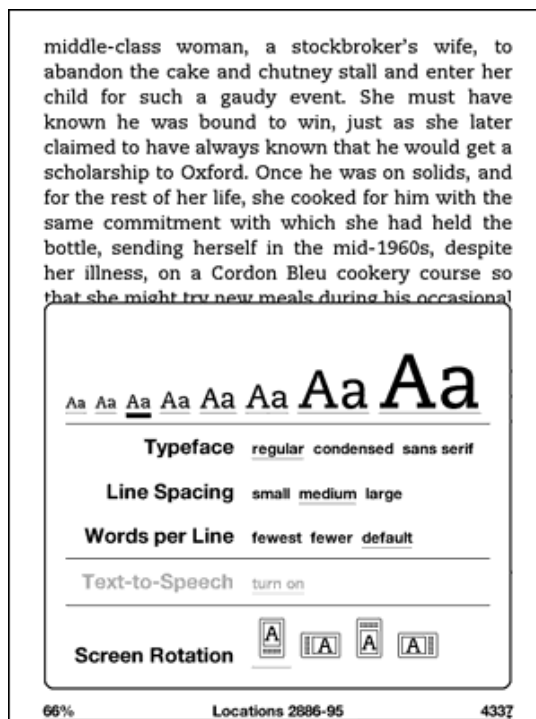 middle-class woman, a stockbroker's wife, to
abandon the cake and chutney stall and enter her
child for such a gaudy event. She must have
known he was bound to win, just as she later
claimed to have always known that he would get a
scholarship to Oxford. Once he was on solids, and
for the rest of her life, she cooked for him with the
same commitment with which she had held the
bottle, sending herself in the mid-1960s, despite
her illness, on a Cordon Bleu cookery course so
that she might try new meals during his occasional
Aa Aa Aa Aa Aa Aa Aa Aa
Typeface regular condensed sans serif
Line Spacing small medium large
Words per Line fewest fewer default
Text-to-Speech turn on
Screen Rotation A A A A
66% Locations 2886-95 4337